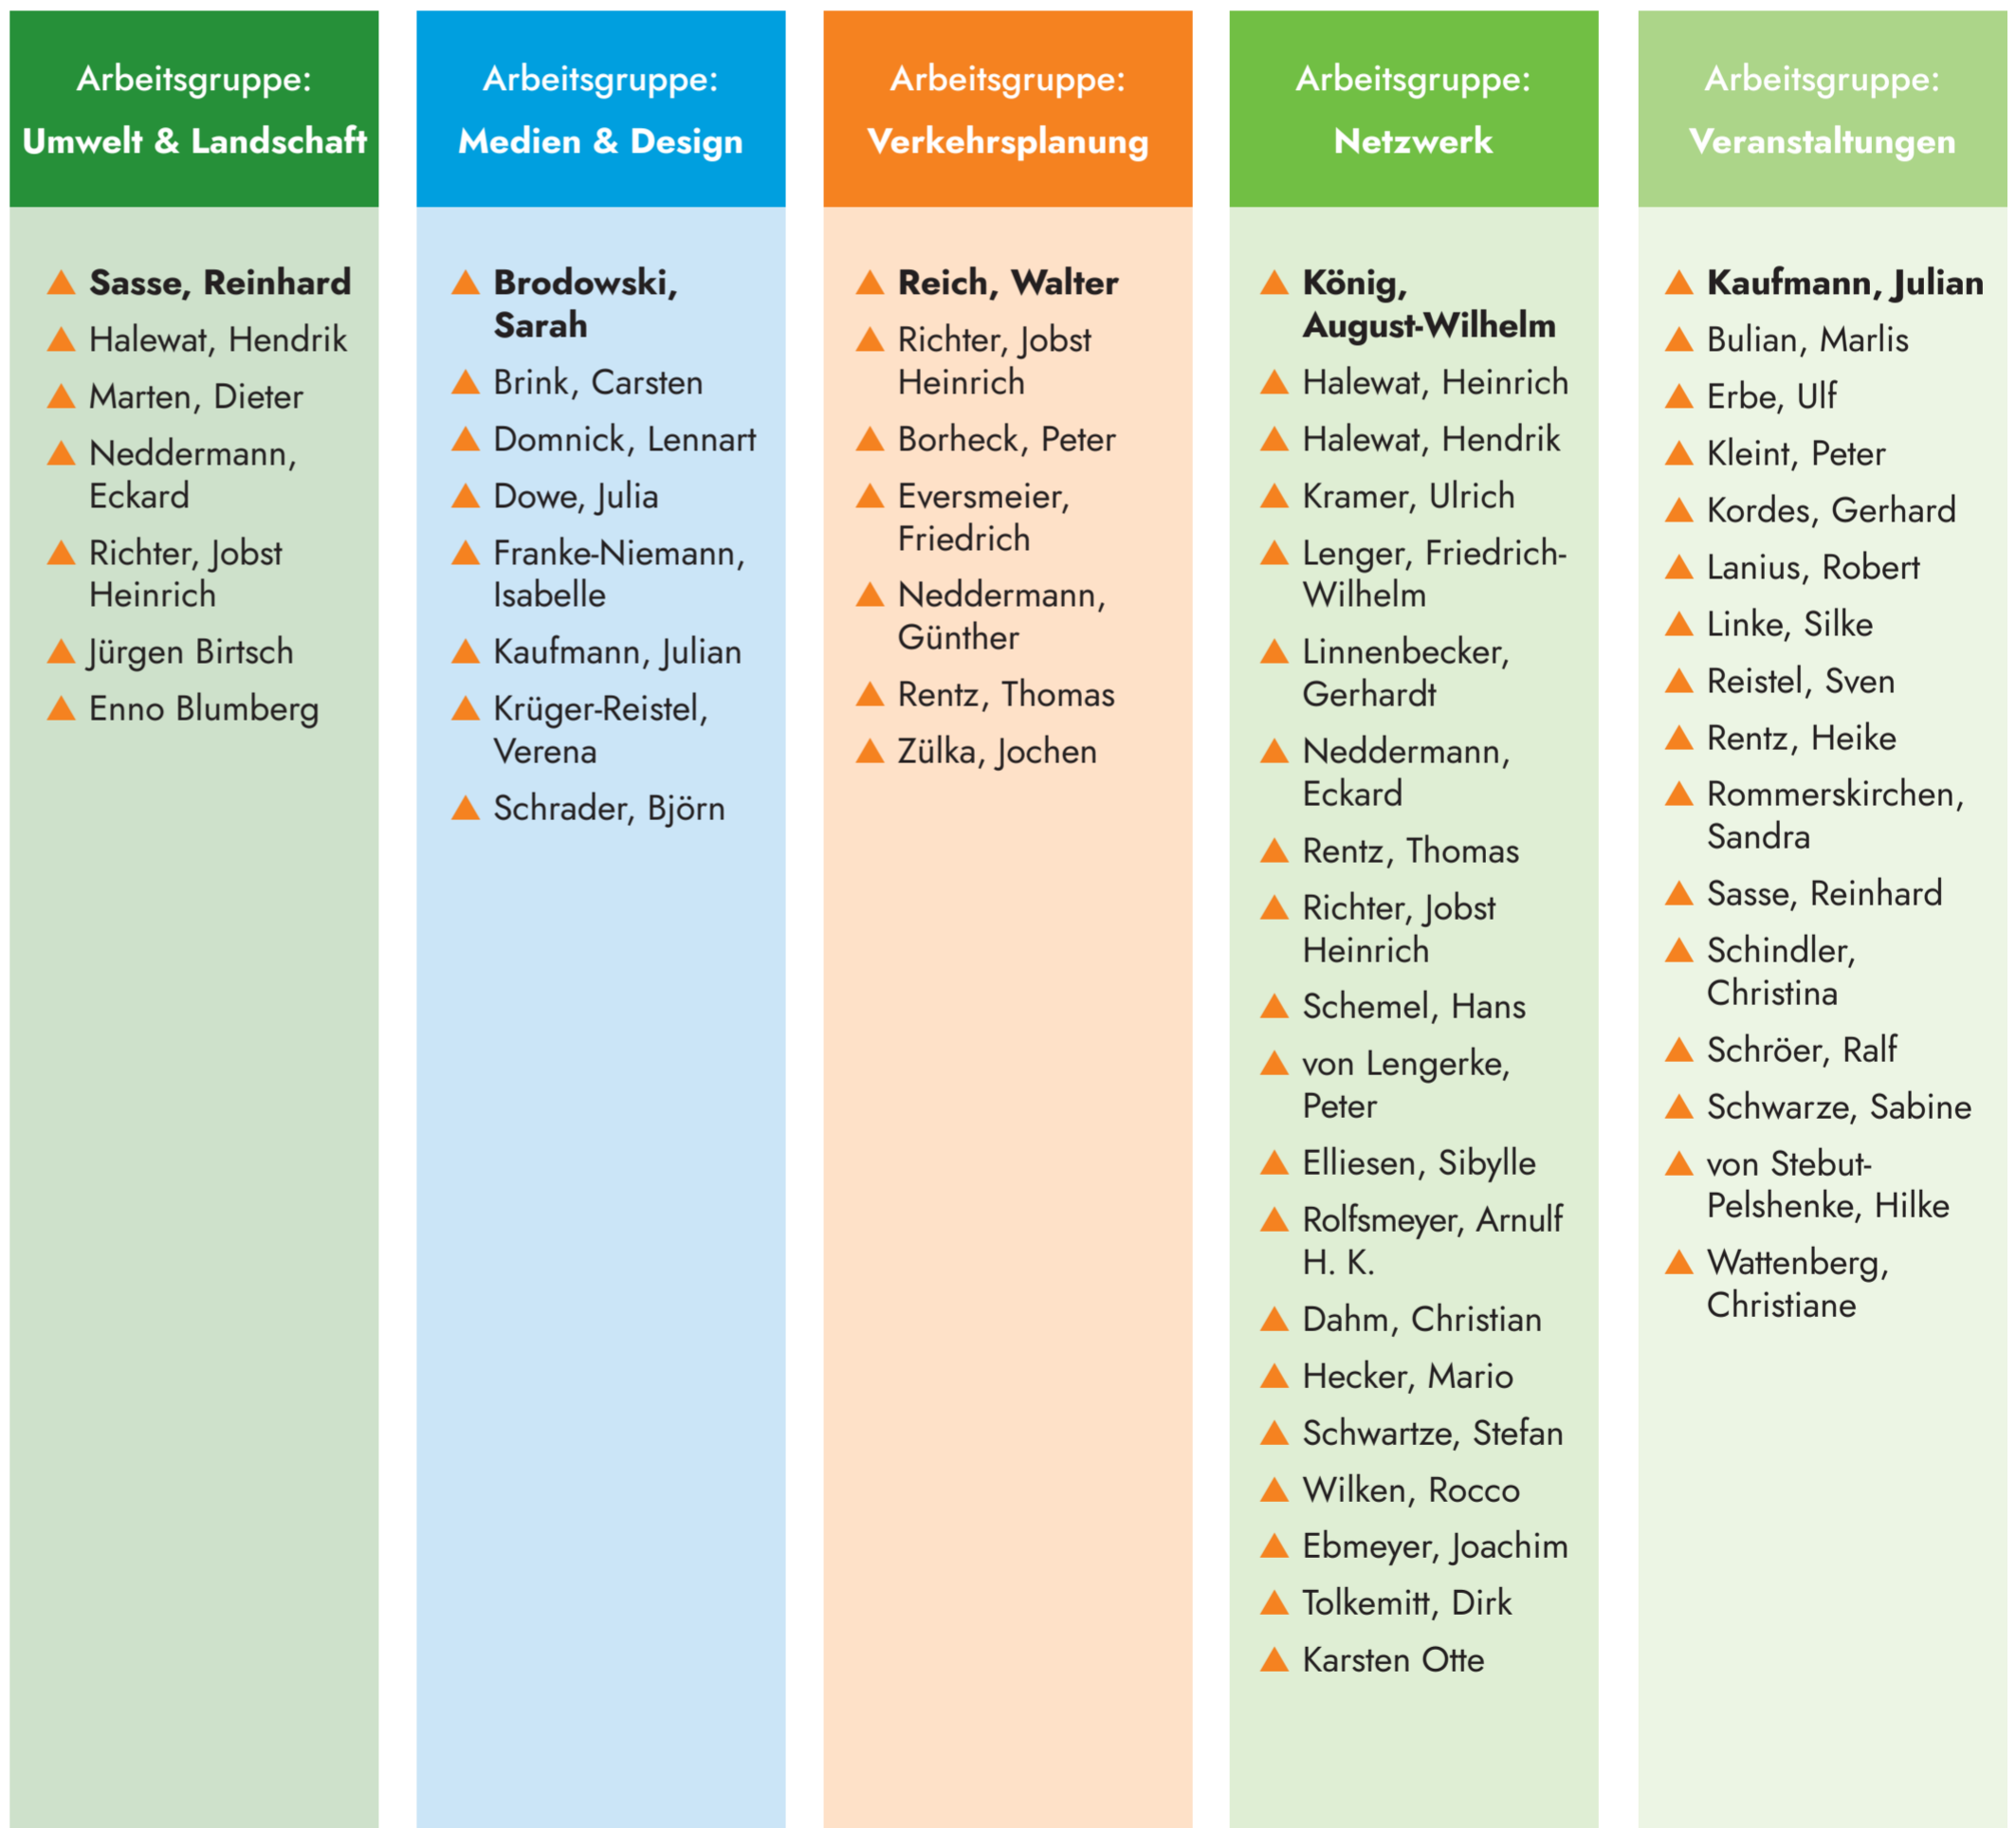 Arbeitsgruppe:
Umwelt & Landschaft
Sasse, Reinhard
Halewat, Hendrik
Marten, Dieter
Neddermann,
Eckard
Richter, Jobst
Heinrich
Jürgen Birtsch
Enno Blumberg
Arbeitsgruppe:
Medien & Design
Brodowski,
Sarah
Brink, Carsten
Domnick, Lennart
Dowe, Julia
Franke-Niemann,
Isabelle
Kaufmann, Julian
Krüger-Reistel,
Verena
Schrader, Björn
Arbeitsgruppe:
Verkehrsplanung
Reich, Walter
Richter, Jobst
Heinrich
Borheck, Peter
Eversmeier,
Friedrich
Neddermann,
Günther
Rentz, Thomas
Zülka, Jochen
Arbeitsgruppe:
Netzwerk
König,
August-Wilhelm
Halewat, Heinrich
Halewat, Hendrik
Kramer, Ulrich
Lenger, Friedrich-
Wilhelm
Linnenbecker,
Gerhardt
Neddermann,
Eckard
Rentz, Thomas
Richter, Jobst
Heinrich
Schemel, Hans
von Lengerke,
Peter
Elliesen, Sibylle
Rolfsmeyer, Arnulf
H. K.
Dahm, Christian
Hecker, Mario
Schwartze, Stefan
Wilken, Rocco
Ebmeyer, Joachim
Tolkemitt, Dirk
Karsten Otte
Arbeitsgruppe:
Veranstaltungen
Kaufmann, Julian
Bulian, Marlis
Erbe, Ulf
Kleint, Peter
Kordes, Gerhard
Lanius, Robert
Linke, Silke
Reistel, Sven
Rentz, Heike
Rommerskirchen,
Sandra
Sasse, Reinhard
Schindler,
Christina
Schröer, Ralf
Schwarze, Sabine
von Stebut-
Pelshenke, Hilke
Wattenberg,
Christiane